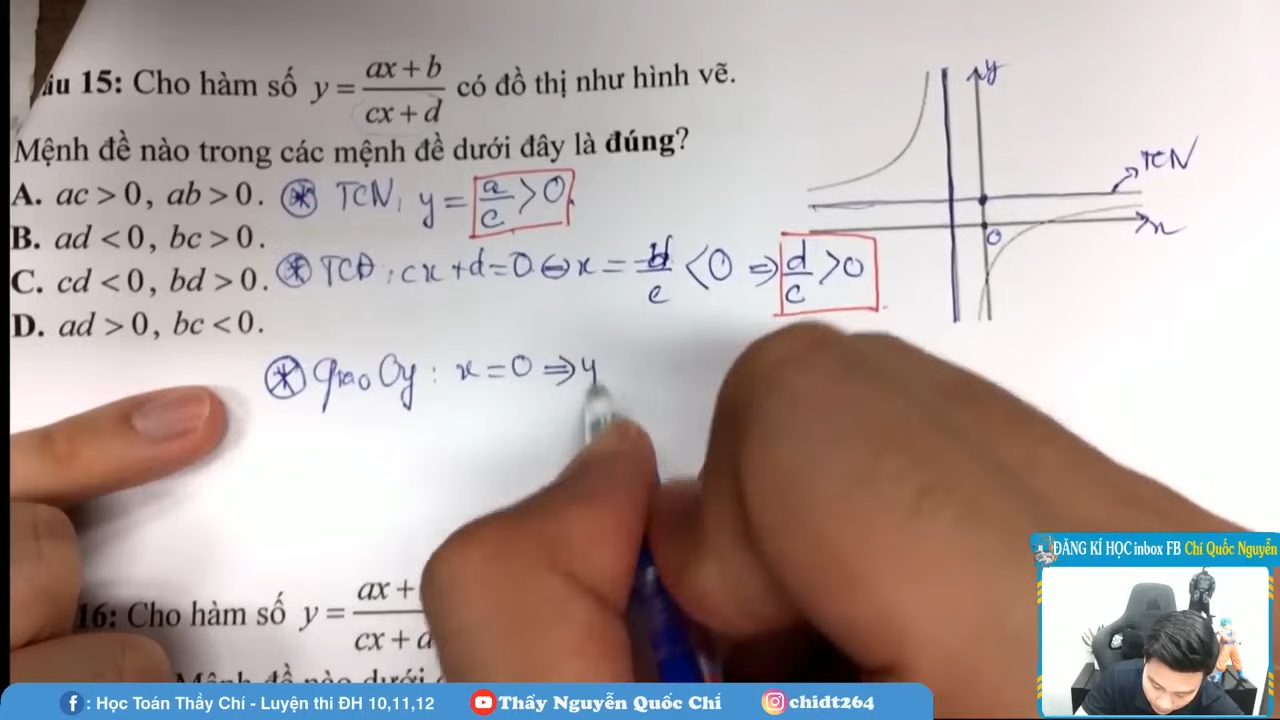 âu 15: Cho hàm số y = ax + b / cx + d có đồ thị như hình vẽ.
Mệnh đề nào trong các mệnh đề dưới đây là đúng?
A. ac > 0, ab > 0.
⊛ TCN: y = a/c > 0
B. ad < 0, bc > 0.
C. cd < 0, bd > 0.
⊛ TCĐ: cx + d = 0 ⇔ x = -d/c < 0 ⇒ d/c > 0
D. ad > 0, bc < 0.
⊛ Giao Oy: x = 0 ⇒ y
y
TCN
O
x
16: Cho hàm số y = ax + / cx + d
Mệnh đề nào dưới
ĐĂNG KÍ HỌC inbox FB Chí Quốc Nguyễn
: Học Toán Thầy Chí - Luyện thi ĐH 10,11,12
Thầy Nguyễn Quốc Chí
chidt264